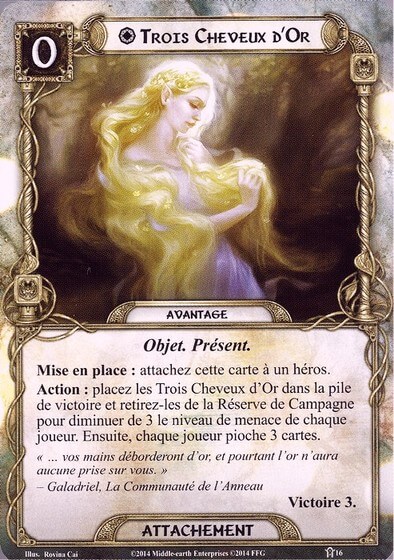 0
Trois Cheveux d'Or
AVANTAGE
Objet. Présent.
Mise en place : attachez cette carte à un héros.
Action : placez les Trois Cheveux d'Or dans la pile
de victoire et retirez-les de la Réserve de Campagne
pour diminuer de 3 le niveau de menace de chaque
joueur. Ensuite, chaque joueur pioche 3 cartes.
« ... vos mains déborderont d'or, et pourtant l'or n'aura
aucune prise sur vous. »
– Galadriel, La Communauté de l'Anneau
Victoire 3.
ATTACHEMENT
Illus. Rovina Cai ©2014 Middle-earth Enterprises ©2014 FFG 16